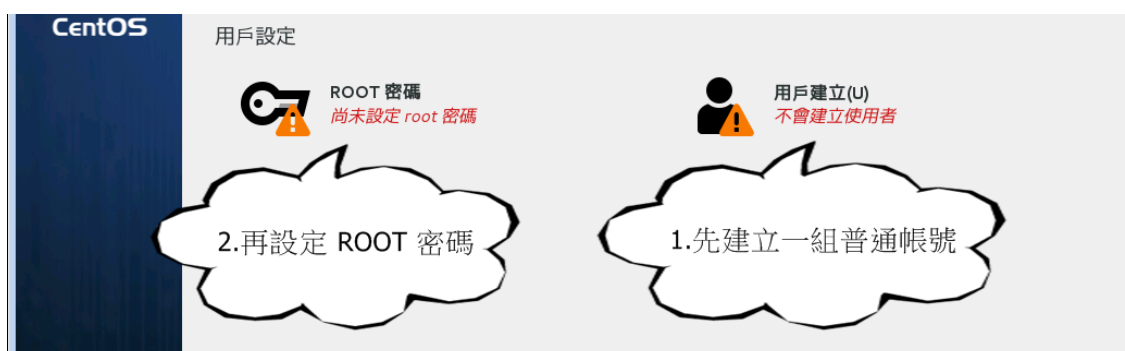 CentOS
用戶設定
ROOT 密碼
尚未設定 root 密碼
用戶建立(U)
不會建立使用者
2.再設定 ROOT 密碼
1.先建立一組普通帳號